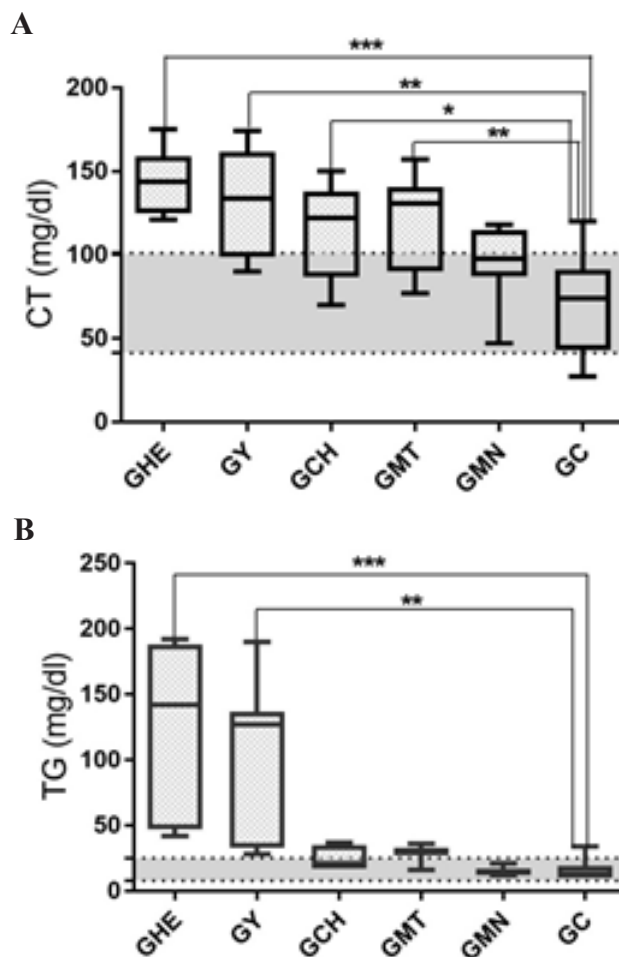 A
***
**
*
**
200
150
100
50
0
CT (mg/dl)
GHE GY GCH GMT GMN GC
B
***
**
250
200
150
100
50
0
TG (mg/dl)
GHE GY GCH GMT GMN GC